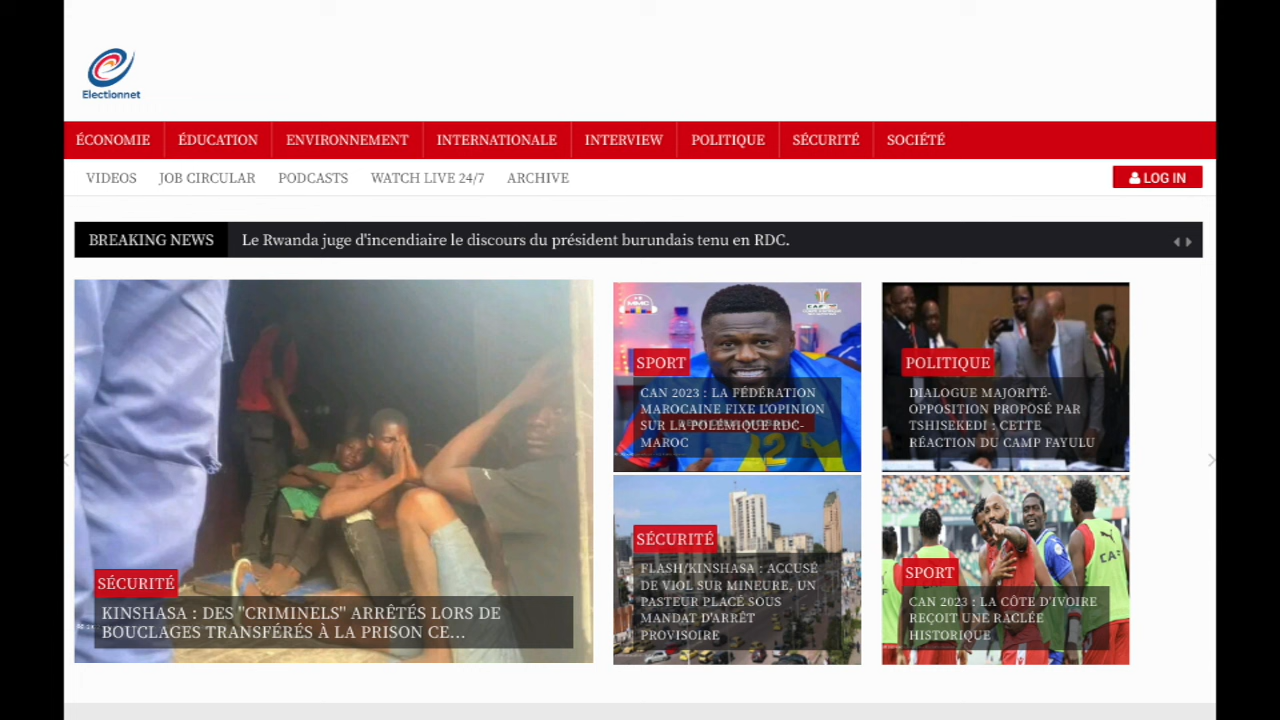 Electionnet
ÉCONOMIE ÉDUCATION ENVIRONNEMENT INTERNATIONALE INTERVIEW POLITIQUE SÉCURITÉ SOCIÉTÉ
VIDEOS JOB CIRCULAR PODCASTS WATCH LIVE 24/7 ARCHIVE
LOG IN
BREAKING NEWS Le Rwanda juge d'incendiaire le discours du président burundais tenu en RDC.
SÉCURITÉ
KINSHASA : DES "CRIMINELS" ARRÊTÉS LORS DE
BOUCLAGES TRANSFÉRÉS À LA PRISON CE...
MMC
CAF
SPORT
CAN 2023 : LA FÉDÉRATION
MAROCAINE FIXE L'OPINION
SUR LA POLÉMIQUE RDC-
MAROC
12
POLITIQUE
DIALOGUE MAJORITÉ-
OPPOSITION PROPOSÉ PAR
TSHISEKEDI : CETTE
RÉACTION DU CAMP FAYULU
SÉCURITÉ
FLASH/KINSHASA : ACCUSÉ
DE VIOL SUR MINEURE, UN
PASTEUR PLACÉ SOUS
MANDAT D'ARRÊT
PROVISOIRE
CAF
SPORT
CAN 2023 : LA CÔTE D'IVOIRE
REÇOIT UNE RACLÉE
HISTORIQUE